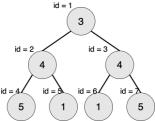 id = 1
3
id = 2
id = 3
4
4
id = 4
id = 5
id = 6
id = 7
5
1
1
5